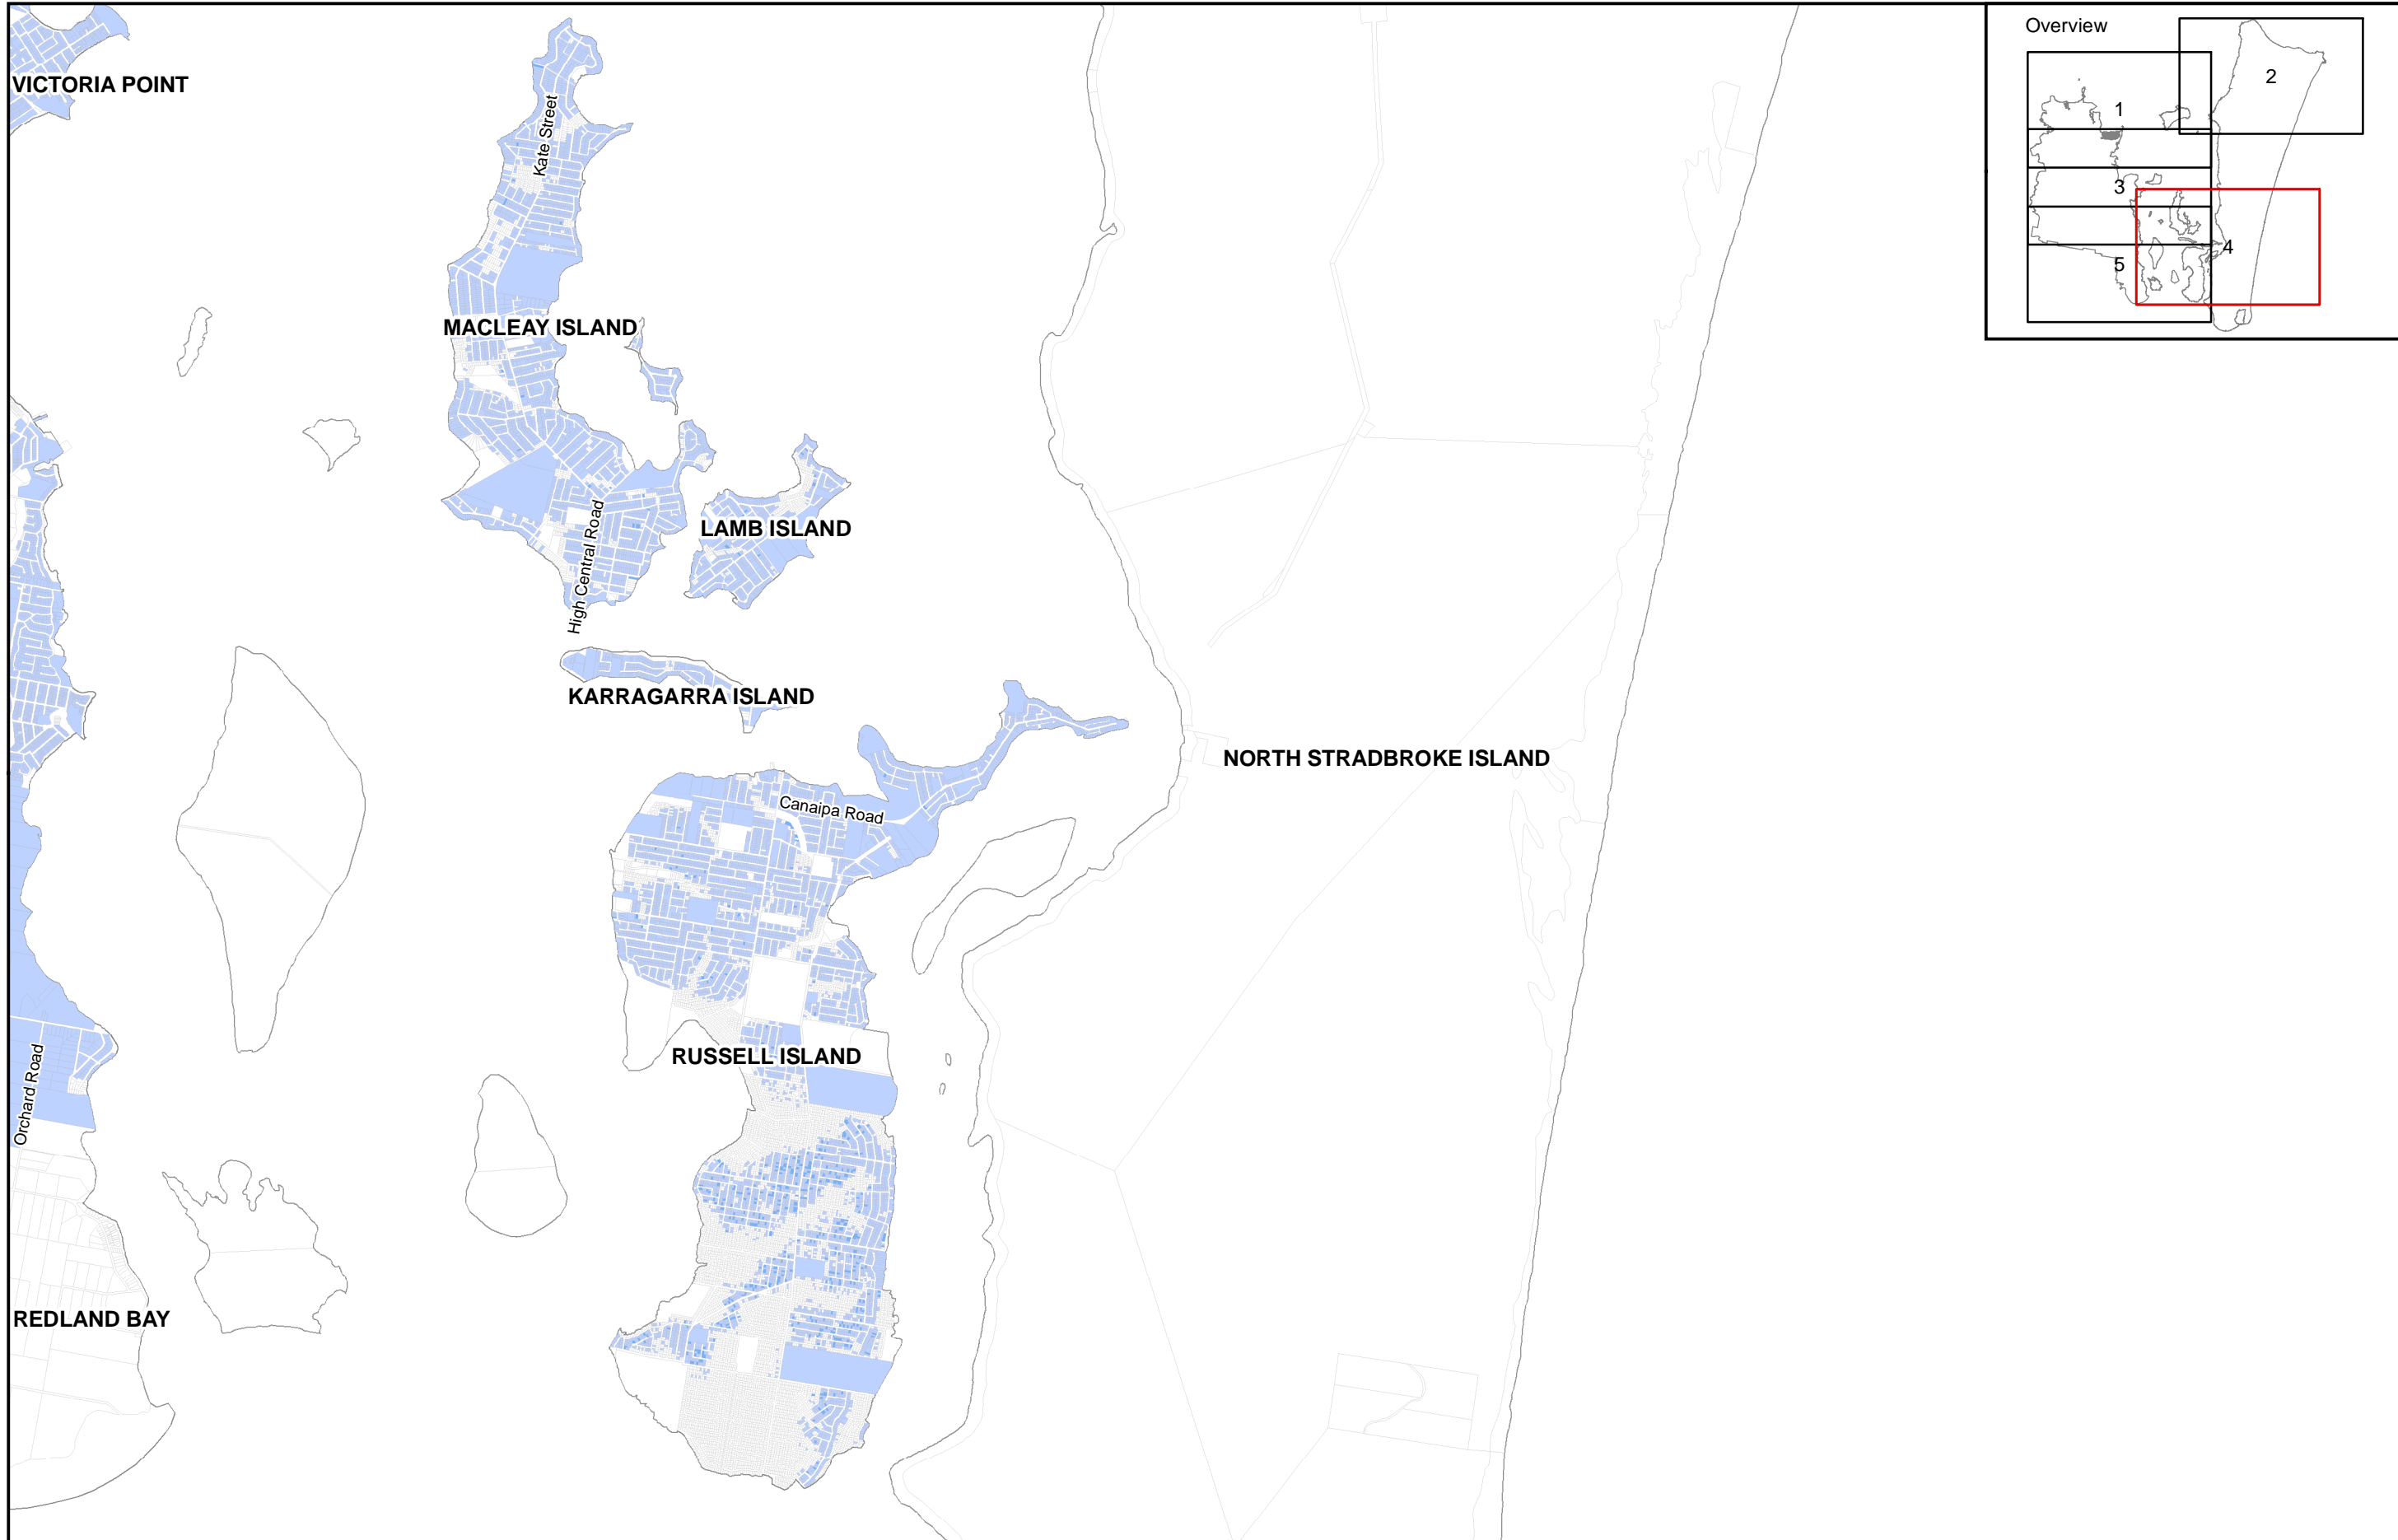 Overview
2
1
3
4
5
VICTORIA POINT
Kate Street
MACLEAY ISLAND
LAMB ISLAND
High Central Road
KARRAGARRA ISLAND
NORTH STRADBROKE ISLAND
Canaipa Road
RUSSELL ISLAND
Orchard Road
REDLAND BAY